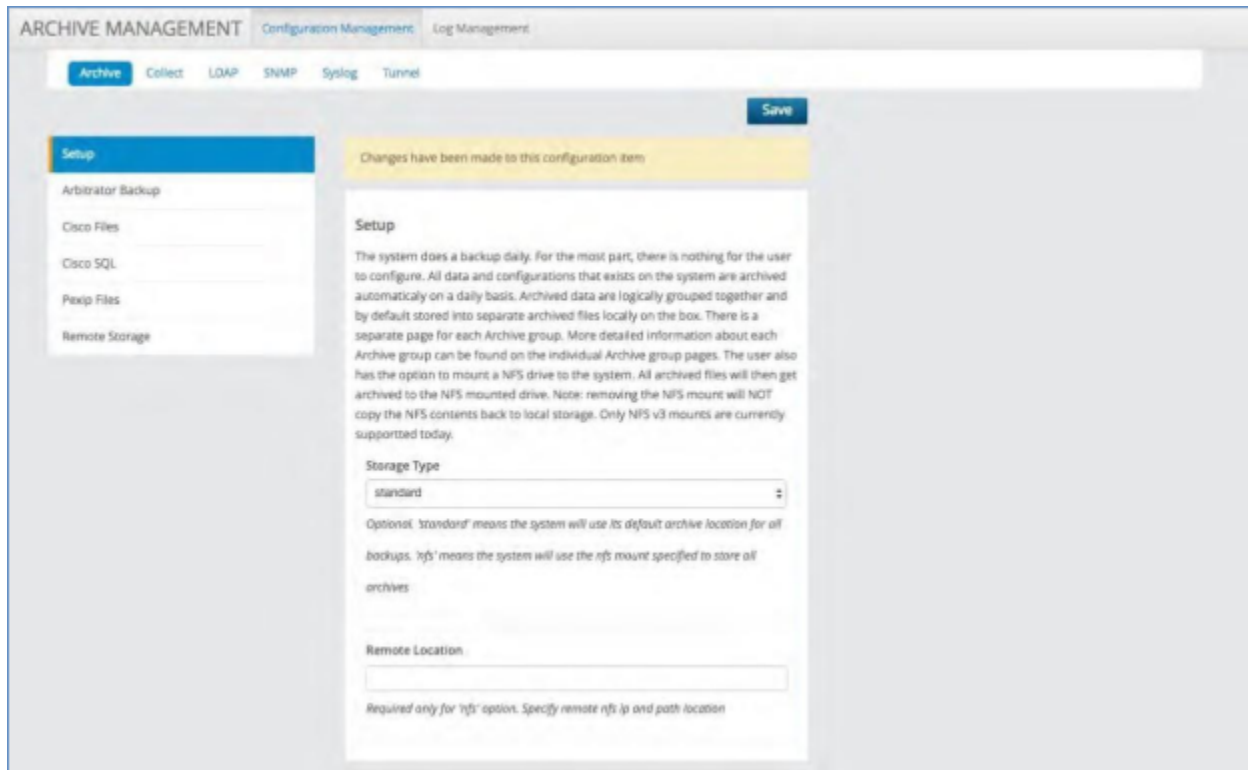 ARCHIVE MANAGEMENT Configuration Management Log Management
Archive Collect LDAP SNMP Syslog Tunnel
Save
Setup
Arbitrator Backup
Cisco Files
Cisco SQL
Pexip Files
Remote Storage
Changes have been made to this configuration item
Setup
The system does a backup daily. For the most part, there is nothing for the user
to configure. All data and configurations that exists on the system are archived
automaticaly on a daily basis. Archived data are logically grouped together and
by default stored into separate archived files locally on the box. There is a
separate page for each Archive group. More detailed information about each
Archive group can be found on the individual Archive group pages. The user also
has the option to mount a NFS drive to the system. All archived files will then get
archived to the NFS mounted drive. Note: removing the NFS mount will NOT
copy the NFS contents back to local storage. Only NFS v3 mounts are currently
supportted today.
Storage Type
standard
Optional. 'standard' means the system will use its default archive location for all
backups. 'nfs' means the system will use the nfs mount specified to store all
archives
Remote Location
Required only for 'nfs' option. Specify remote nfs ip and path location